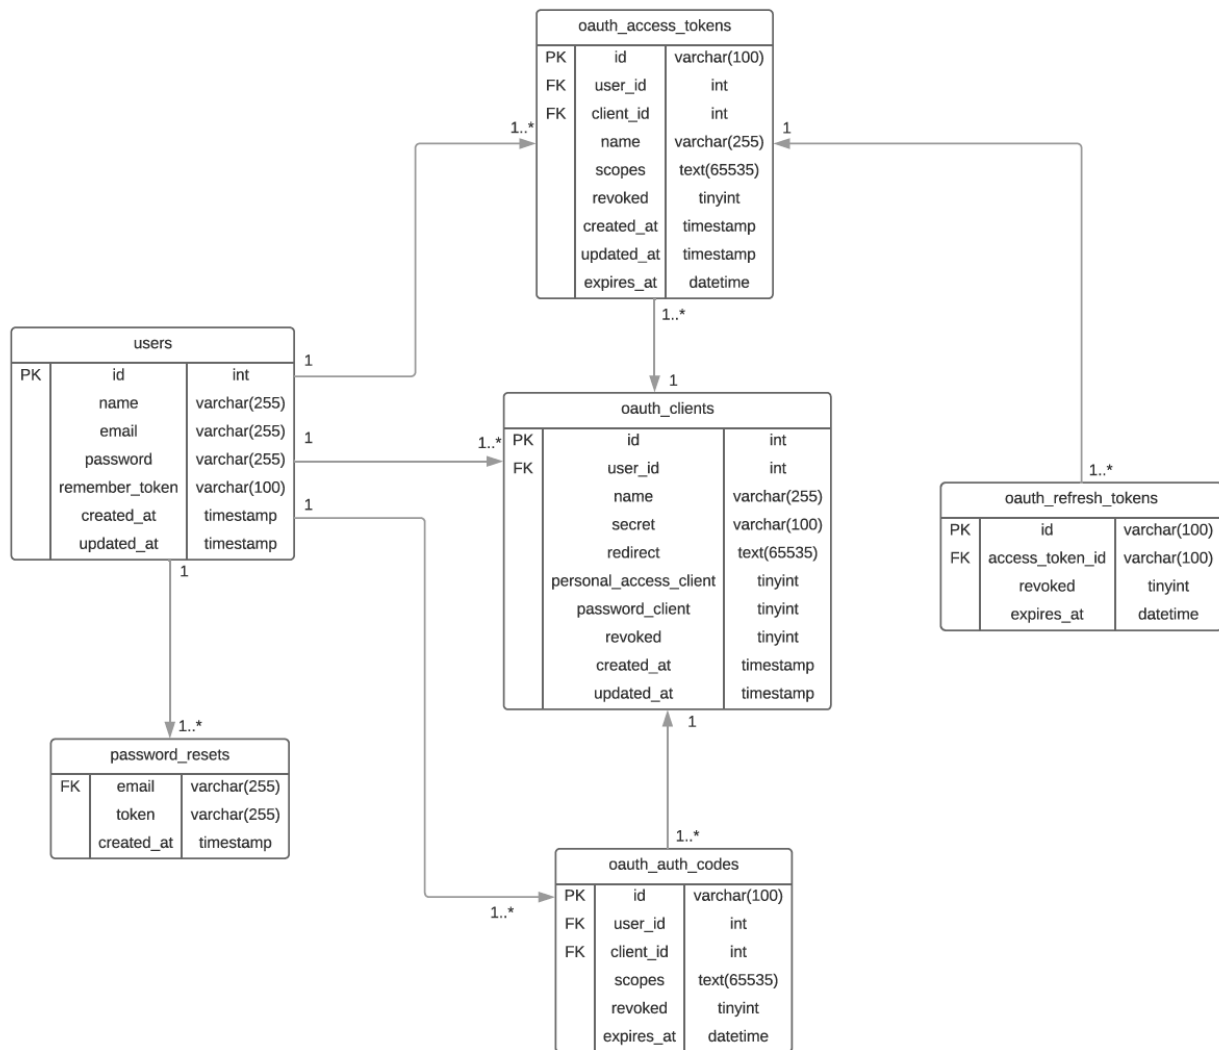 oauth_access_tokens
PK id varchar(100)
FK user_id int
FK client_id int
name varchar(255)
scopes text(65535)
revoked tinyint
created_at timestamp
updated_at timestamp
expires_at datetime
1..*
1
1..*
1
users
PK id int
name varchar(255)
email varchar(255)
password varchar(255)
remember_token varchar(100)
created_at timestamp
updated_at timestamp
1
1
1
1
1..*
oauth_clients
PK id int
FK user_id int
name varchar(255)
secret varchar(100)
redirect text(65535)
personal_access_client tinyint
password_client tinyint
revoked tinyint
created_at timestamp
updated_at timestamp
1..*
oauth_refresh_tokens
PK id varchar(100)
FK access_token_id varchar(100)
revoked tinyint
expires_at datetime
1..*
password_resets
FK email varchar(255)
token varchar(255)
created_at timestamp
1
1..*
1..*
oauth_auth_codes
PK id varchar(100)
FK user_id int
FK client_id int
scopes text(65535)
revoked tinyint
expires_at datetime